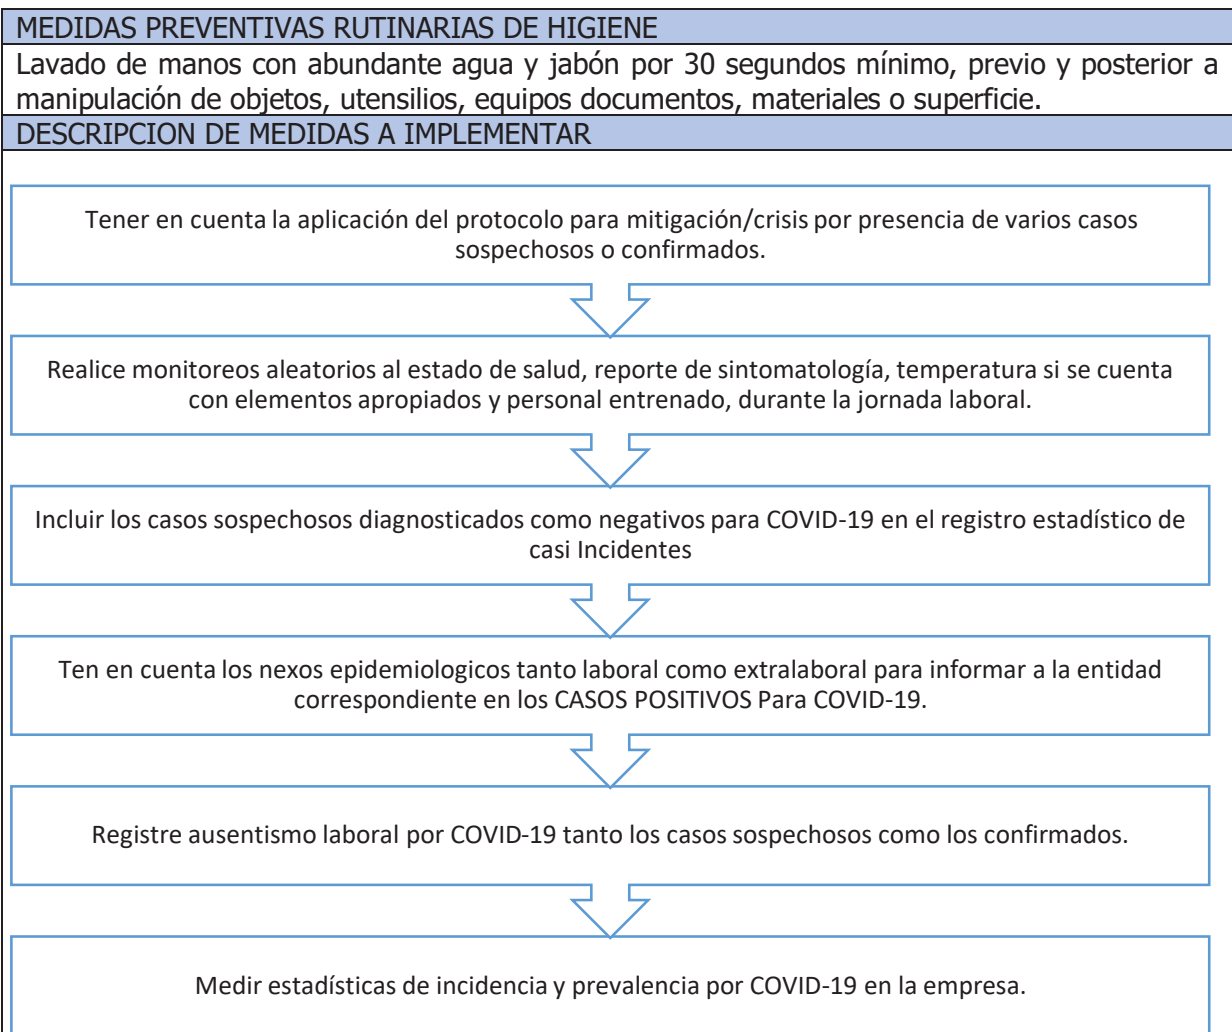 MEDIDAS PREVENTIVAS RUTINARIAS DE HIGIENE
Lavado de manos con abundante agua y jabón por 30 segundos mínimo, previo y posterior a
manipulación de objetos, utensilios, equipos documentos, materiales o superficie.
DESCRIPCION DE MEDIDAS A IMPLEMENTAR
Tener en cuenta la aplicación del protocolo para mitigación/crisis por presencia de varios casos
sospechosos o confirmados.
Realice monitoreos aleatorios al estado de salud, reporte de sintomatología, temperatura si se cuenta
con elementos apropiados y personal entrenado, durante la jornada laboral.
Incluir los casos sospechosos diagnosticados como negativos para COVID-19 en el registro estadístico de
casi Incidentes
Ten en cuenta los nexos epidemiologicos tanto laboral como extralaboral para informar a la entidad
correspondiente en los CASOS POSITIVOS Para COVID-19.
Registre ausentismo laboral por COVID-19 tanto los casos sospechosos como los confirmados.
Medir estadísticas de incidencia y prevalencia por COVID-19 en la empresa.